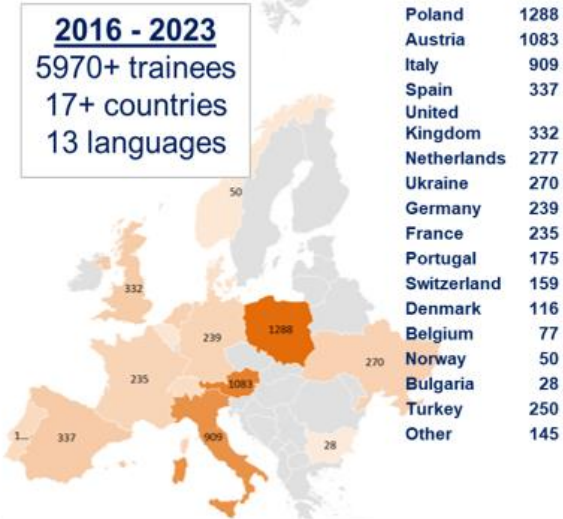 2016 - 2023
5970+ trainees
17+ countries
13 languages
Poland 1288
Austria 1083
Italy 909
Spain 337
United
Kingdom 332
Netherlands 277
Ukraine 270
Germany 239
France 235
Portugal 175
Switzerland 159
Denmark 116
Belgium 77
Norway 50
Bulgaria 28
Turkey 250
Other 145
50
332
239
1288
270
235
1083
1...
337
909
28